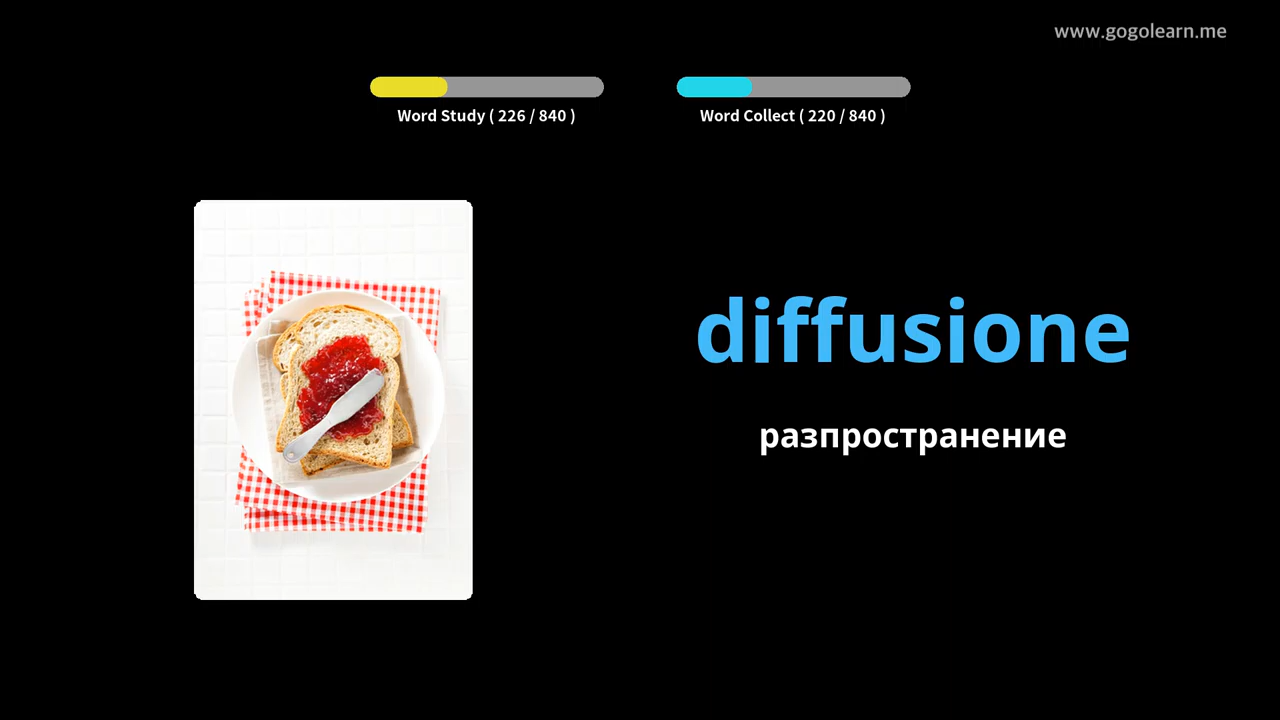 www.gogolearn.me
Word Study ( 226 / 840 )
Word Collect ( 220 / 840 )
diffusione
разпространение